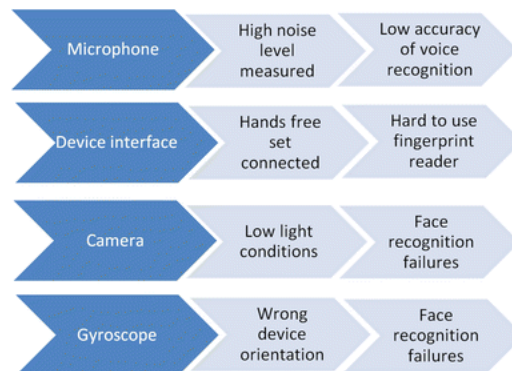 Microphone
High noise
level
measured
Low accuracy
of voice
recognition
Device interface
Hands free
set
connected
Hard to use
fingerprint
reader
Camera
Low light
conditions
Face
recognition
failures
Gyroscope
Wrong
device
orientation
Face
recognition
failures